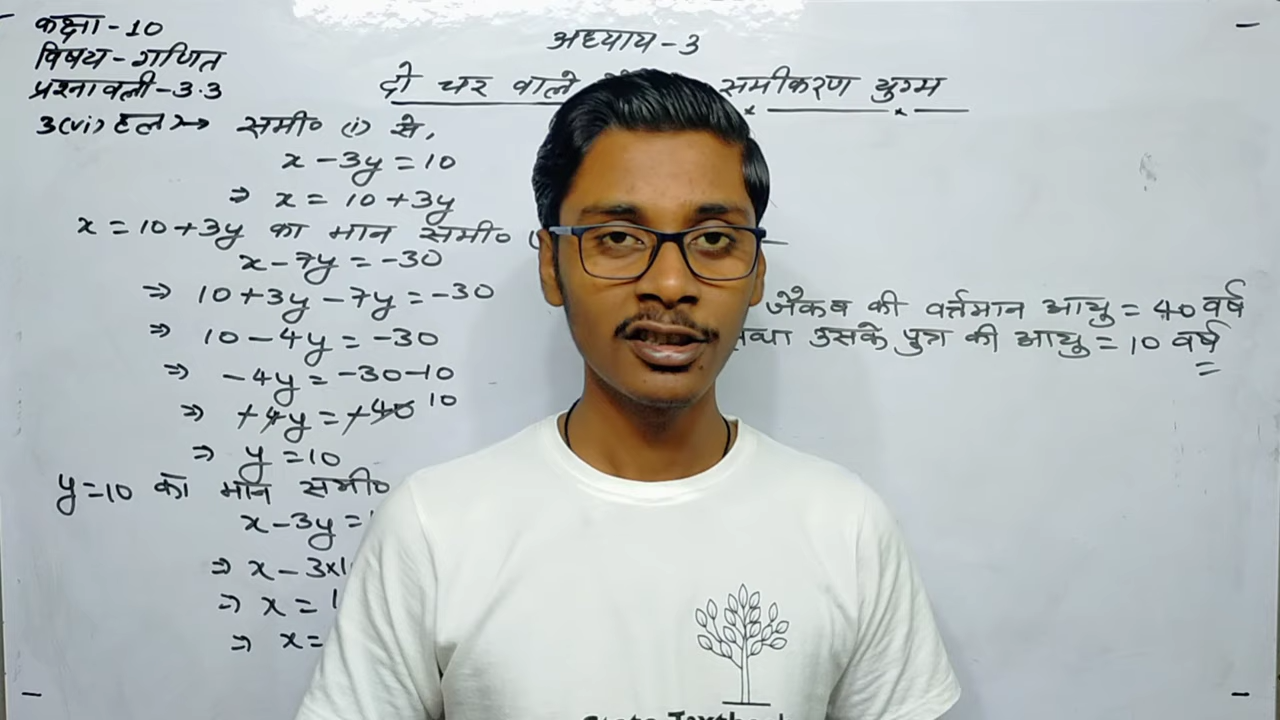 कक्षा-10
विषय-गणित
प्रश्नावली-3.3
अध्याय-3
दो चर वाले समीकरण युग्म
3(vi) हल→ समी० (i) से,
x-3y=10
⇒ x=10+3y
x=10+3y का मान समी०
x-7y=-30
⇒ 10+3y-7y=-30
⇒ 10-4y=-30
⇒ -4y=-30-10
⇒ +4y=+40 10
⇒ y=10
y=10 का मान समी०
x-3y=
⇒ x-3×1
⇒ x=1
⇒ x=
जैकब की वर्त्तमान आयु=40 वर्ष
तथा उसके पुत्र की आयु=10 वर्ष